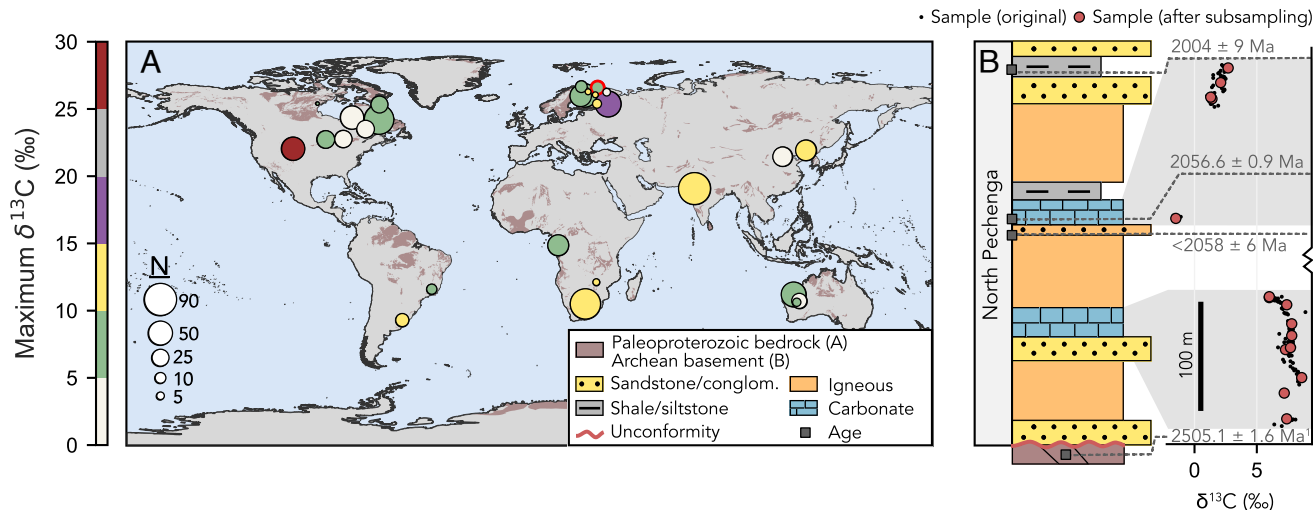 Sample (original) Sample (after subsampling)
Maximum δ13C (‰)
30
25
20
15
10
5
0
A
N
90
50
25
10
5
Paleoproterozoic bedrock (A)
Archean basement (B)
Sandstone/conglom. Igneous
Shale/siltstone Carbonate
Unconformity Age
B
North Pechenga
2004 ± 9 Ma
2056.6 ± 0.9 Ma
<2058 ± 6 Ma
100 m
2505.1 ± 1.6 Ma
0 5
δ13C (‰)